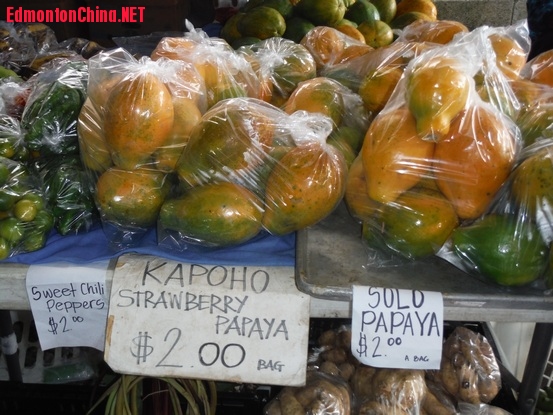 EdmontonChina.NET
Sweet Chili
Peppers
$2.00
KAPOHO
STRAWBERRY
PAPAYA
$2.00 BAG
SOLO
PAPAYA
$2.00 A BAG